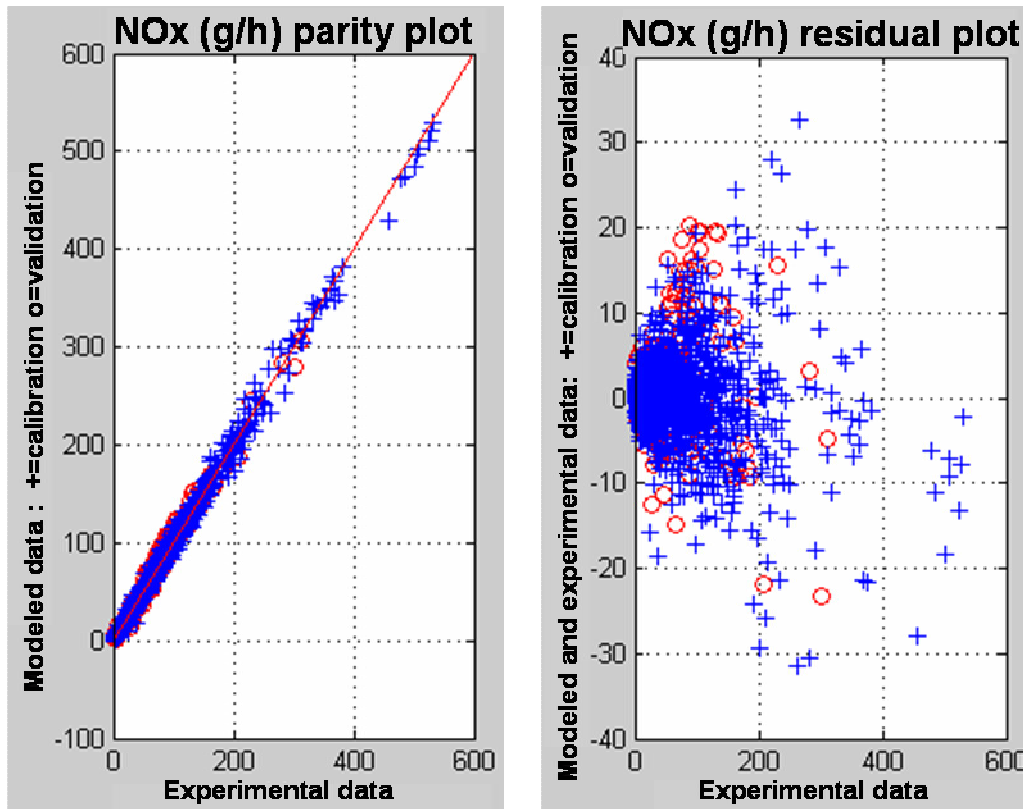 NOx (g/h) parity plot
Modeled data : +=calibration o=validation
600
500
400
300
200
100
0
-100
0 200 400 600
Experimental data
NOx (g/h) residual plot
Modeled and experimental data: +=calibration o=validation
40
30
20
10
0
-10
-20
-30
-40
0 200 400 600
Experimental data